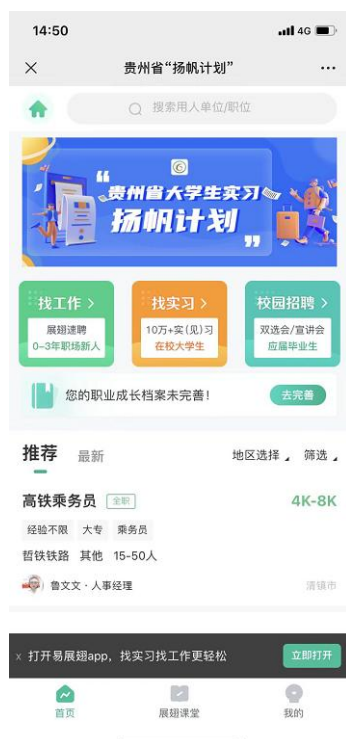 14:50
4G
贵州省“扬帆计划”
搜索用人单位/职位
“
贵州省大学生实习
扬帆计划
”
找工作 >
展翅速聘
0-3年职场新人
找实习 >
10万+实(见)习
在校大学生
校园招聘 >
双选会/宣讲会
应届毕业生
您的职业成长档案未完善!
去完善
推荐 最新 地区选择 筛选
高铁乘务员 全职 4K-8K
经验不限 大专 乘务员
哲铁铁路 其他 15-50人
鲁文文·人事经理 清镇市
x 打开易展翅app，找实习找工作更轻松 立即打开
首页 展翅课堂 我的